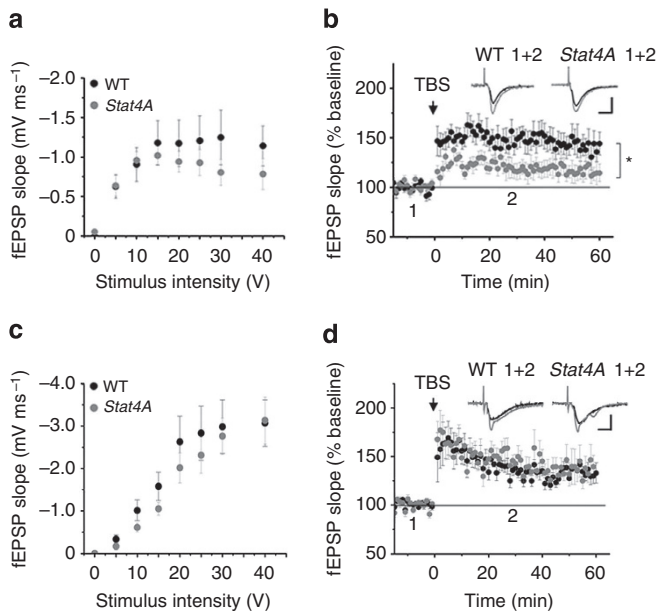 a
fEPSP slope (mV ms⁻¹)
−2.0
−1.5
−1.0
−0.5
0
WT
Stat4A
0 10 20 30 40
Stimulus intensity (V)
b
fEPSP slope (% baseline)
200
150
100
50
WT 1+2 Stat4A 1+2
TBS
*
1 2
0 20 40 60
Time (min)
c
fEPSP slope (mV ms⁻¹)
−4.0
−3.0
−2.0
−1.0
0
WT
Stat4A
0 10 20 30 40
Stimulus intensity (V)
d
fEPSP slope (% baseline)
200
150
100
50
TBS
WT 1+2 Stat4A 1+2
1 2
0 20 40 60
Time (min)